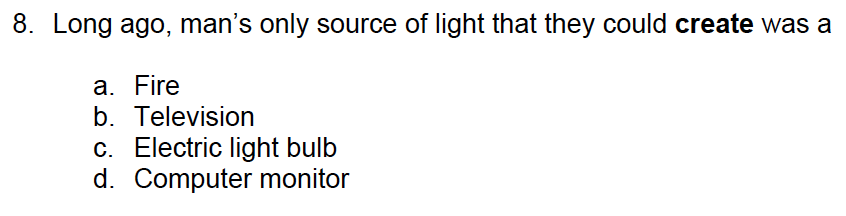 8. Long ago, man's only source of light that they could create was a
a. Fire
b. Television
c. Electric light bulb
d. Computer monitor